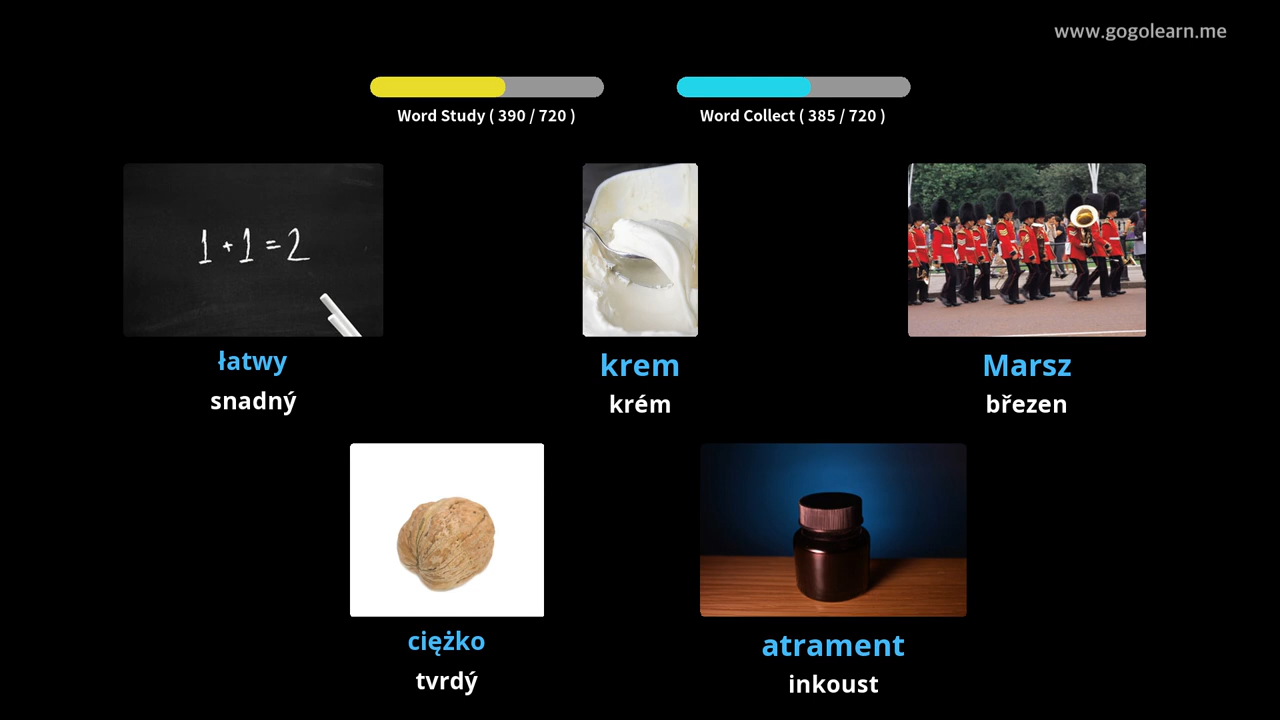 www.gogolearn.me
Word Study ( 390 / 720 )
Word Collect ( 385 / 720 )
1 + 1 = 2
łatwy
snadný
krem
krém
Marsz
březen
ciężko
tvrdý
atrament
inkoust